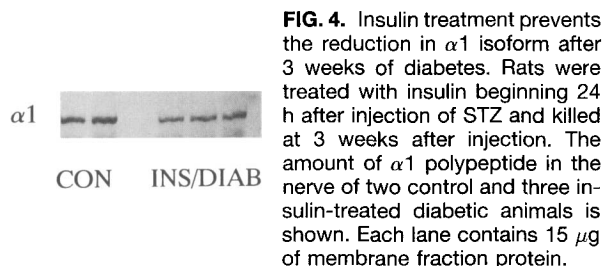 α1
CON INS/DIAB
FIG. 4. Insulin treatment prevents
the reduction in α1 isoform after
3 weeks of diabetes. Rats were
treated with insulin beginning 24
h after injection of STZ and killed
at 3 weeks after injection. The
amount of α1 polypeptide in the
nerve of two control and three in-
sulin-treated diabetic animals is
shown. Each lane contains 15 μg
of membrane fraction protein.